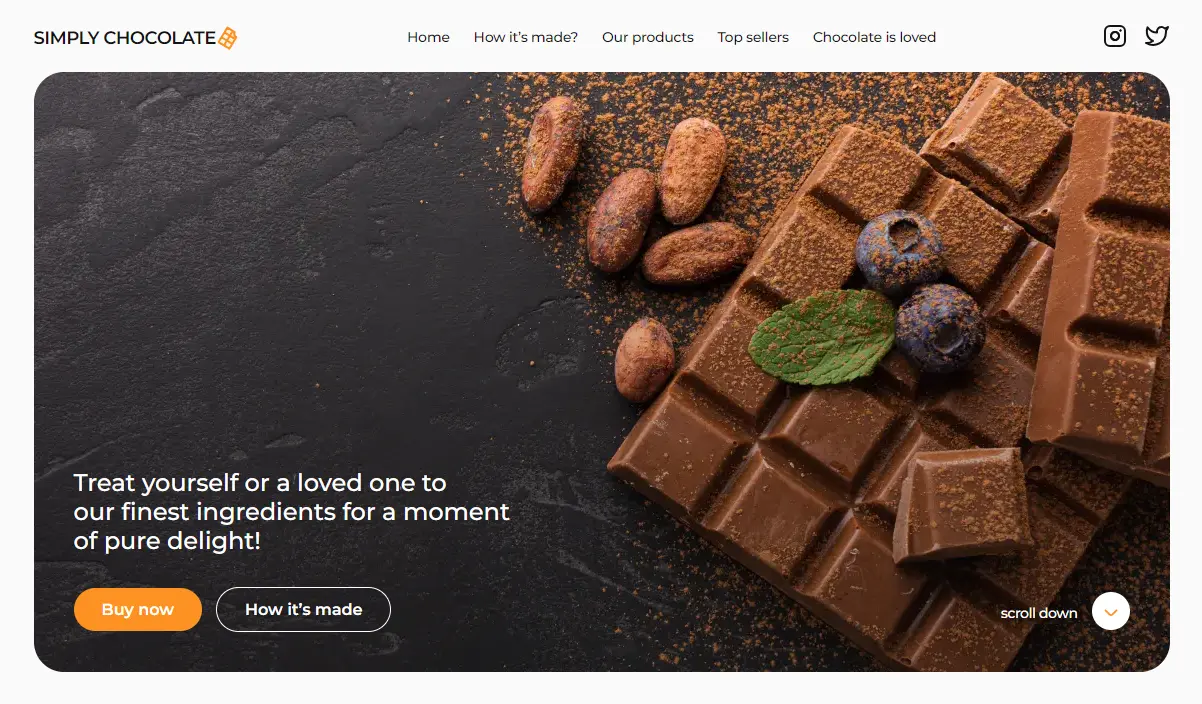 SIMPLY CHOCOLATE
Home
How it's made?
Our products
Top sellers
Chocolate is loved
Treat yourself or a loved one to
our finest ingredients for a moment
of pure delight!
Buy now
How it's made
scroll down